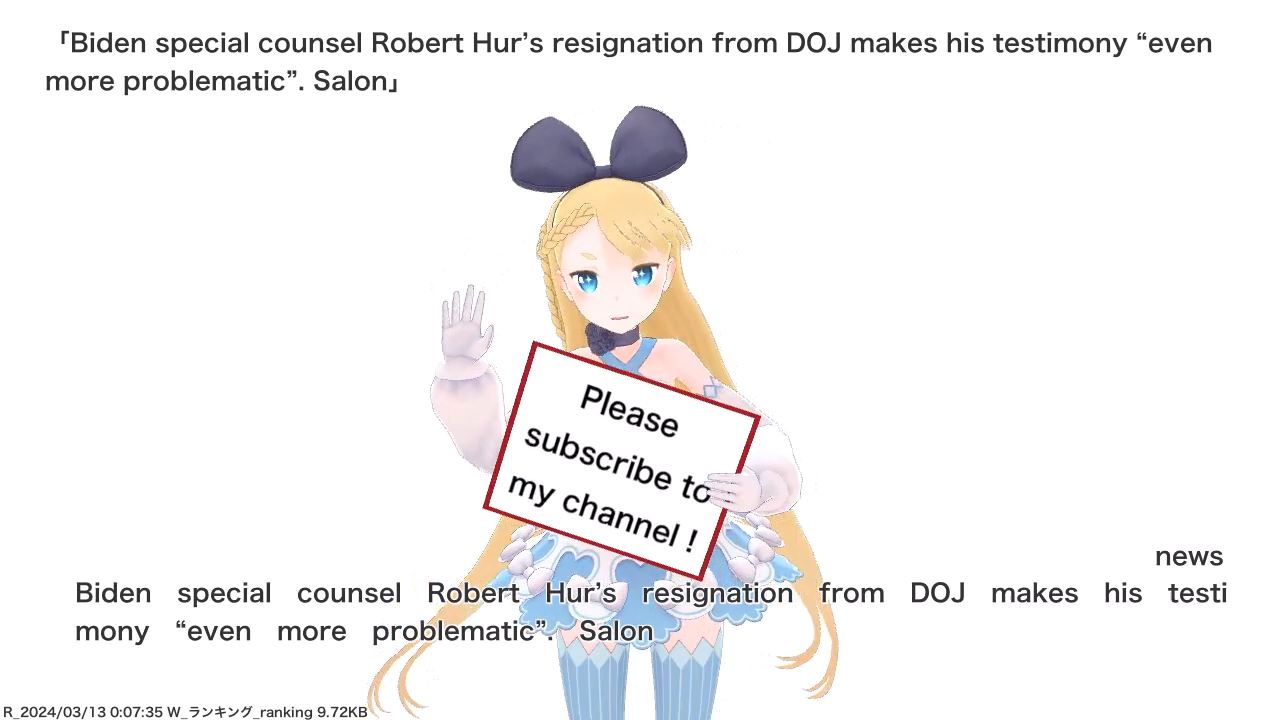 「Biden special counsel Robert Hur’s resignation from DOJ makes his testimony “even
more problematic”. Salon」
Please
subscribe to
my channel !
news
Biden special counsel Robert Hur’s resignation from DOJ makes his testi
mony “even more problematic”. Salon
R_2024/03/13 0:07:35 W_ランキング_ranking 9.72KB